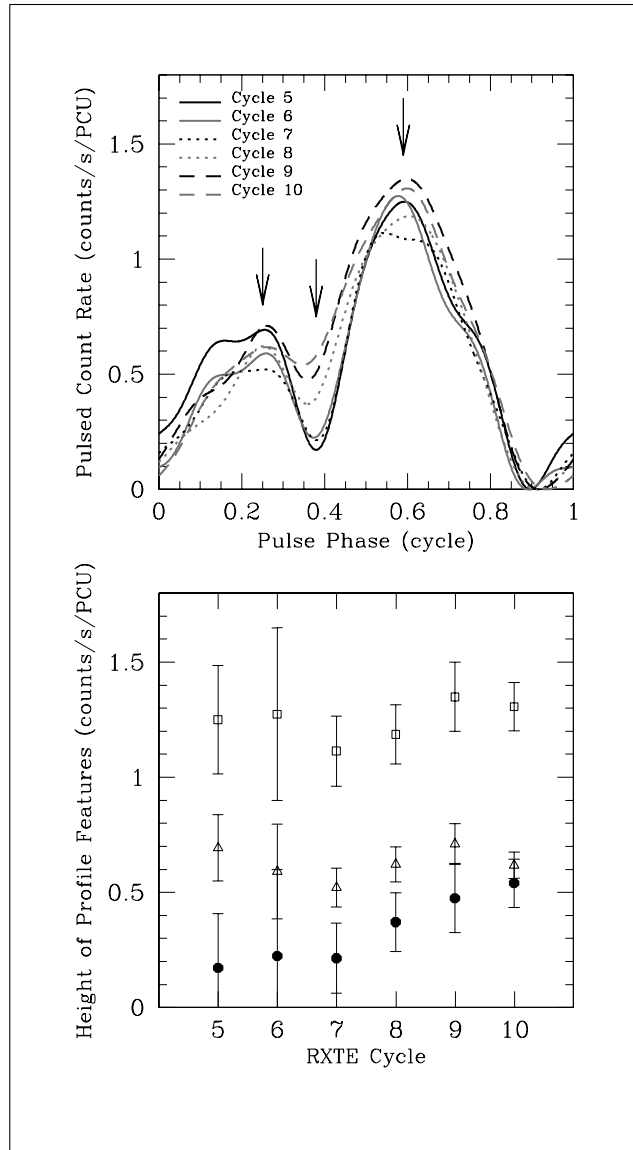 Pulsed Count Rate (counts/s/PCU)
1.5
1
0.5
0
Cycle 5
Cycle 6
Cycle 7
Cycle 8
Cycle 9
Cycle 10
0 0.2 0.4 0.6 0.8 1
Pulse Phase (cycle)
Height of Profile Features (counts/s/PCU)
1.5
1
0.5
0
5 6 7 8 9 10
RXTE Cycle